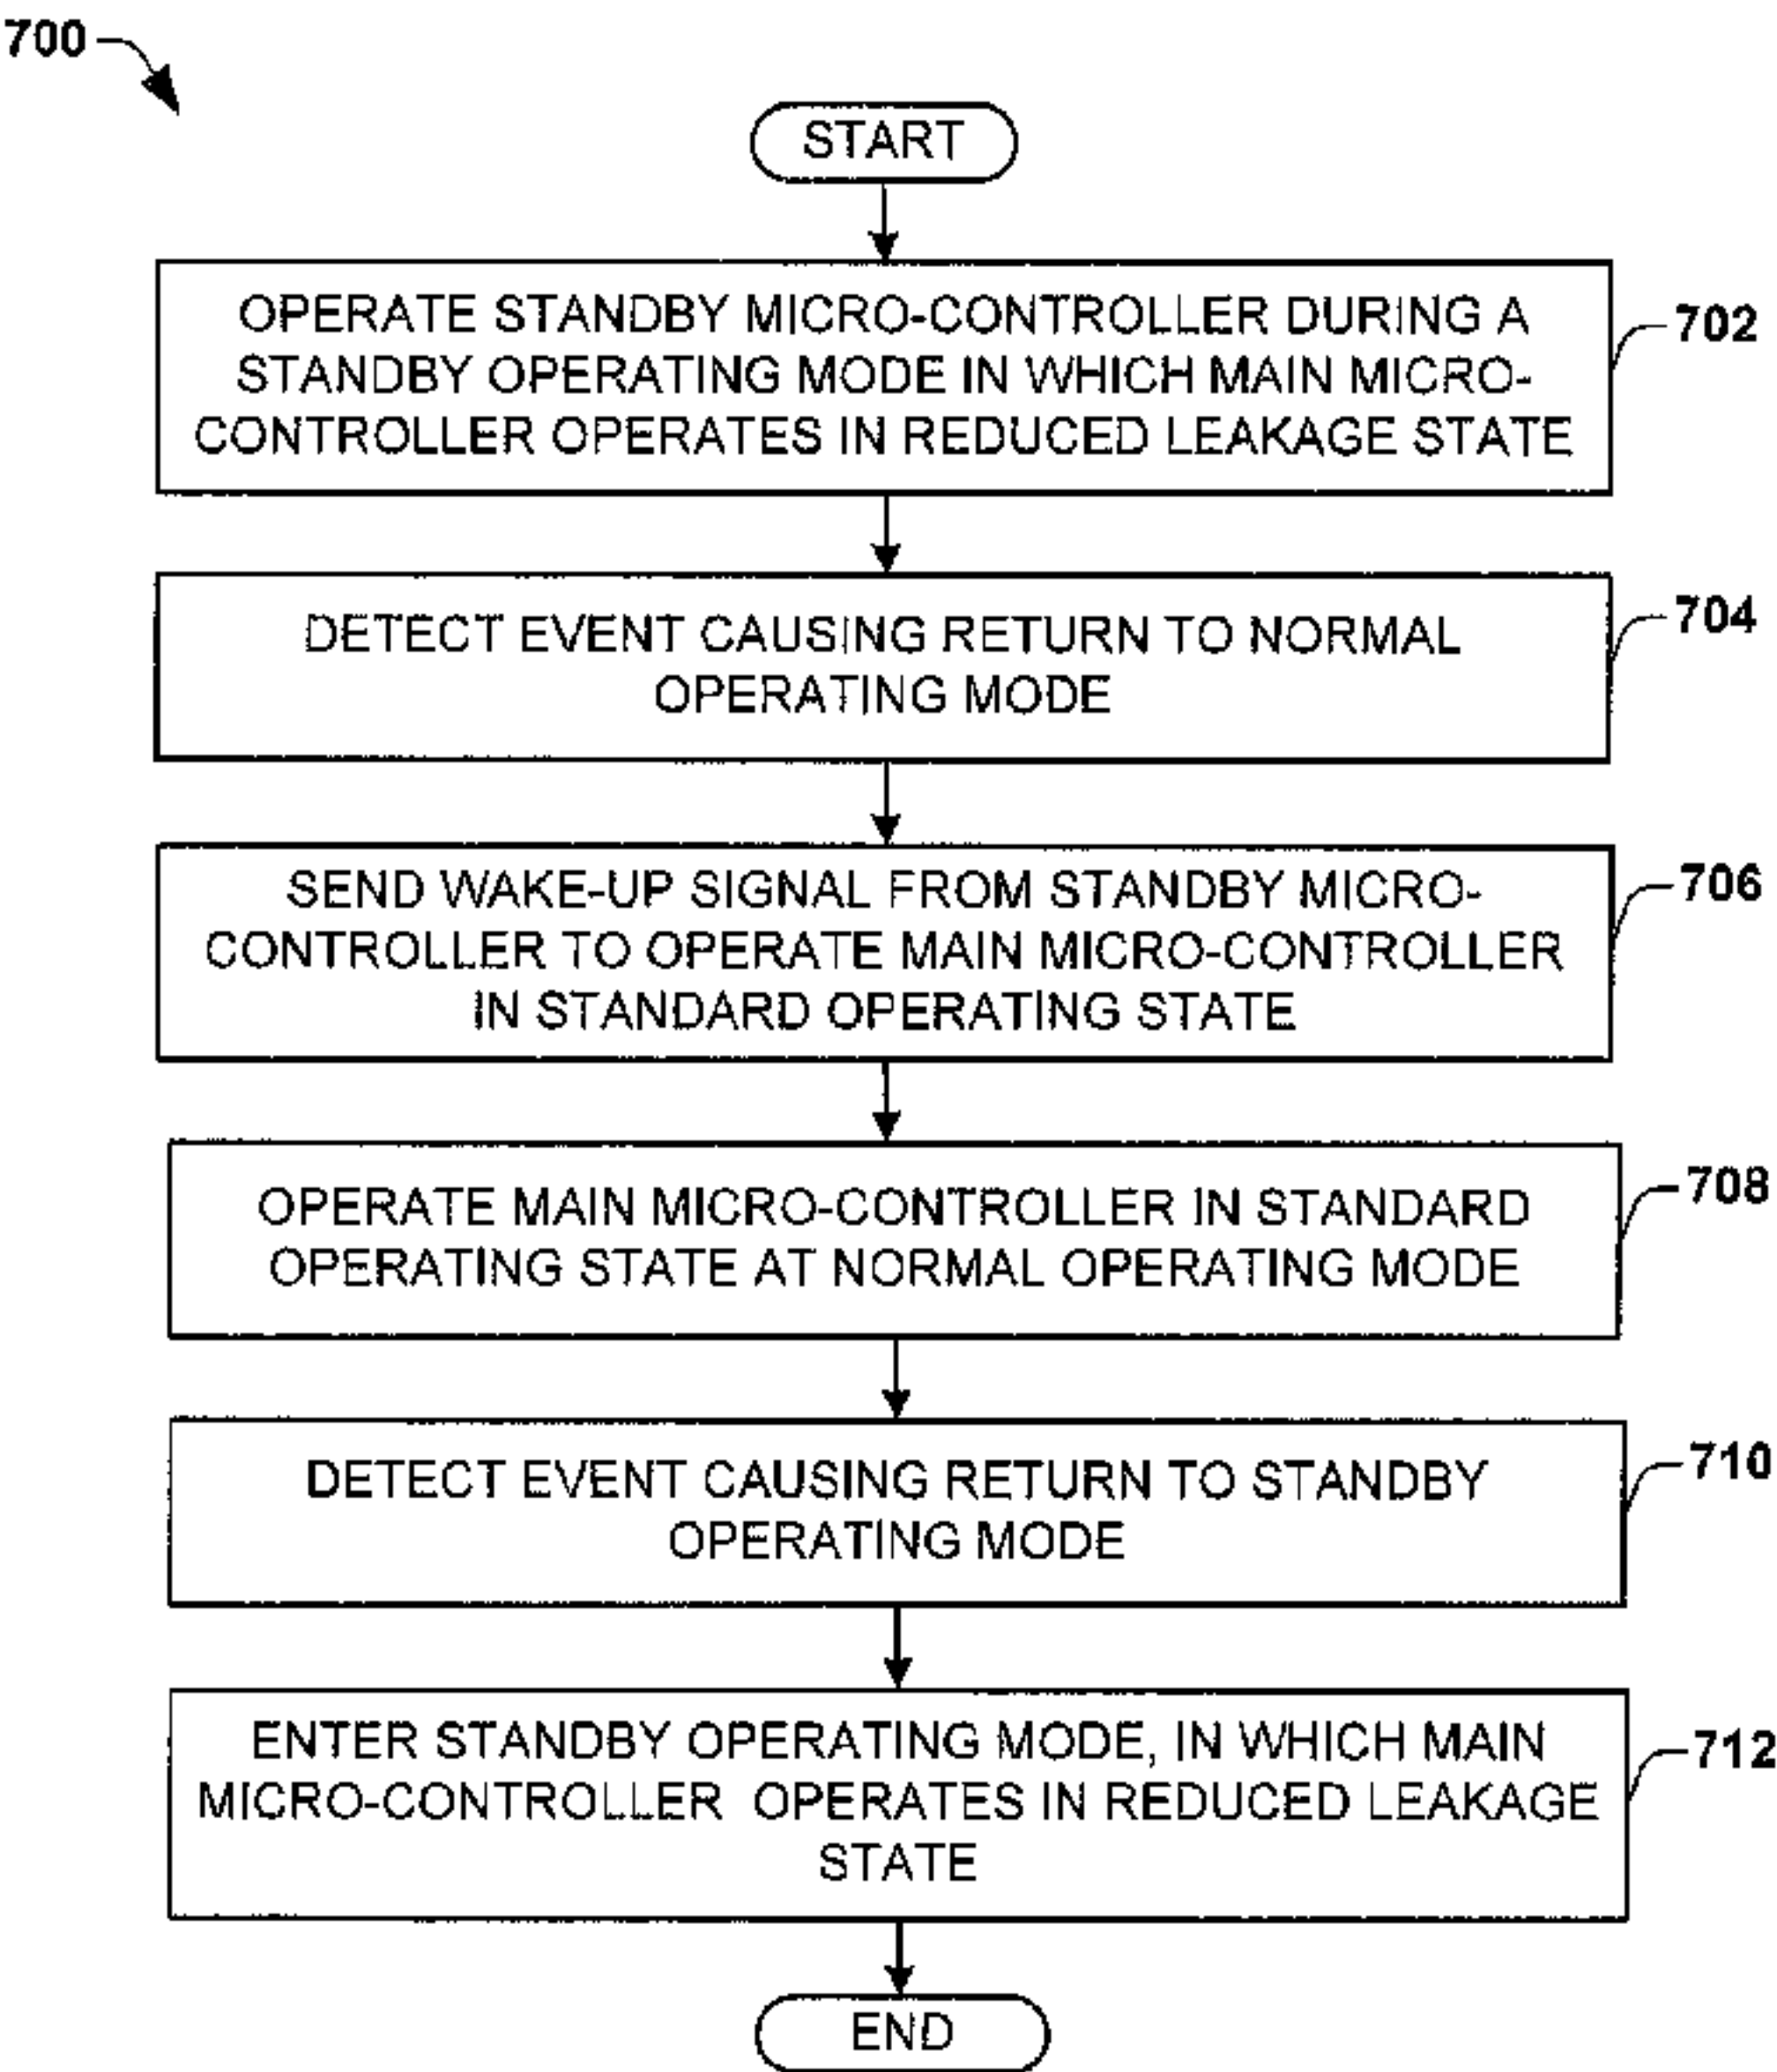 700
START
OPERATE STANDBY MICRO-CONTROLLER DURING A
STANDBY OPERATING MODE IN WHICH MAIN MICRO-
CONTROLLER OPERATES IN REDUCED LEAKAGE STATE
702
DETECT EVENT CAUSING RETURN TO NORMAL
OPERATING MODE
704
SEND WAKE-UP SIGNAL FROM STANDBY MICRO-
CONTROLLER TO OPERATE MAIN MICRO-CONTROLLER
IN STANDARD OPERATING STATE
706
OPERATE MAIN MICRO-CONTROLLER IN STANDARD
OPERATING STATE AT NORMAL OPERATING MODE
708
DETECT EVENT CAUSING RETURN TO STANDBY
OPERATING MODE
710
ENTER STANDBY OPERATING MODE, IN WHICH MAIN
MICRO-CONTROLLER OPERATES IN REDUCED LEAKAGE
STATE
712
END